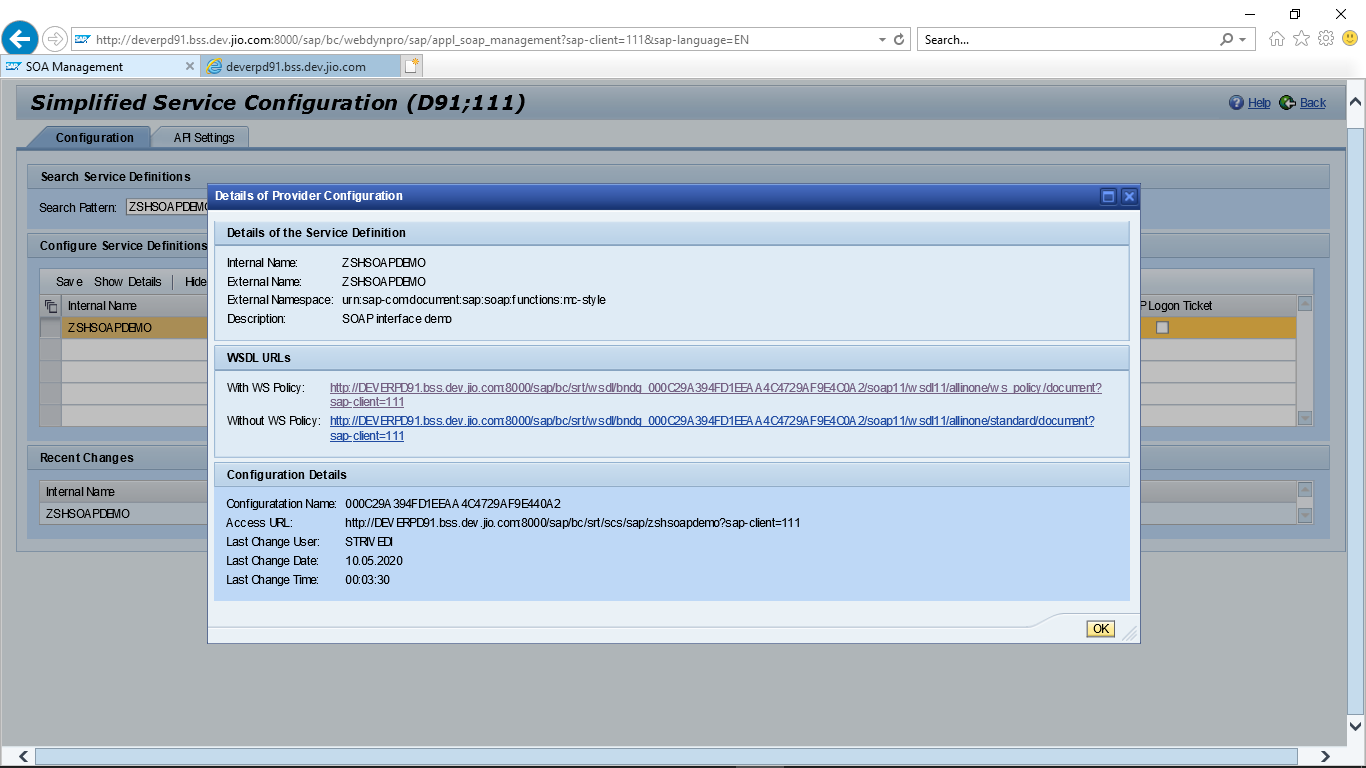 http://deverpd91.bss.dev.jio.com:8000/sap/bc/webdynpro/sap/appl_soap_management?sap-client=111&sap-language=EN
Search...
SOA Management
deverpd91.bss.dev.jio.com
Simplified Service Configuration (D91;111)
Help Back
Configuration API Settings
Search Service Definitions
Search Pattern: ZSHSOAPDEMO
Configure Service Definitions
Save Show Details Hide
Internal Name
P Logon Ticket
ZSHSOAPDEMO
Recent Changes
Internal Name
ZSHSOAPDEMO
Details of Provider Configuration
Details of the Service Definition
Internal Name: ZSHSOAPDEMO
External Name: ZSHSOAPDEMO
External Namespace: urn:sap-com:document:sap:soap:functions:mc-style
Description: SOAP interface demo
WSDL URLs
With WS Policy: http://DEVERPD91.bss.dev.jio.com:8000/sap/bc/srt/wsdl/bndg_000C29A394FD1EEAA4C4729AF9E4C0A2/soap11/wsdl11/allinone/ws_policy/document?
sap-client=111
Without WS Policy: http://DEVERPD91.bss.dev.jio.com:8000/sap/bc/srt/wsdl/bndg_000C29A394FD1EEAA4C4729AF9E4C0A2/soap11/wsdl11/allinone/standard/document?
sap-client=111
Configuration Details
Configuratation Name: 000C29A394FD1EEAA4C4729AF9E440A2
Access URL: http://DEVERPD91.bss.dev.jio.com:8000/sap/bc/srt/scs/sap/zshsoapdemo?sap-client=111
Last Change User: STRIVEDI
Last Change Date: 10.05.2020
Last Change Time: 00:03:30
OK